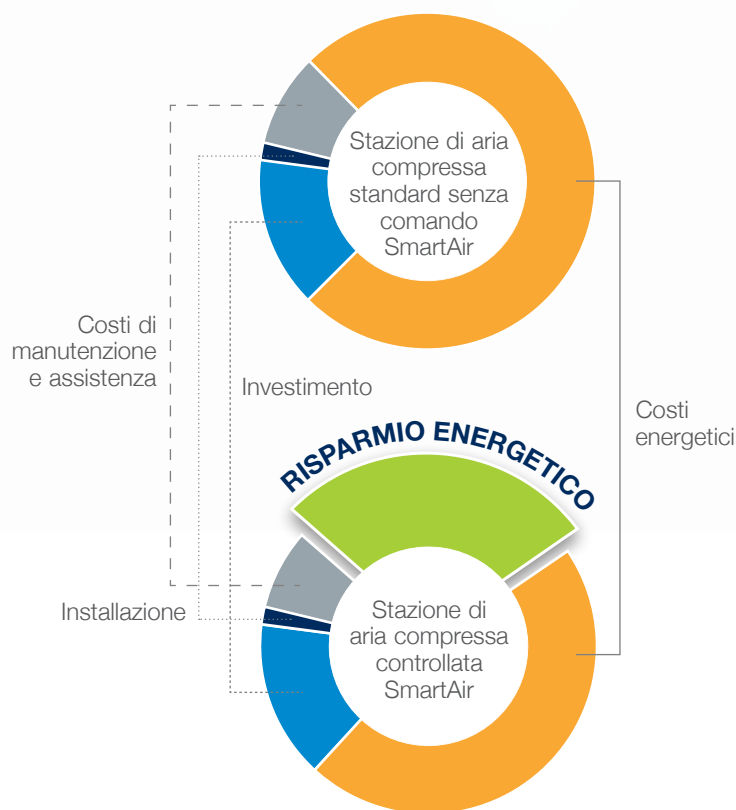 Stazione di aria
compressa
standard senza
comando
SmartAir
Costi di
manutenzione
e assistenza
Investimento
Costi
energetici
RISPARMIO ENERGETICO
Installazione
Stazione di
aria compressa
controllata
SmartAir